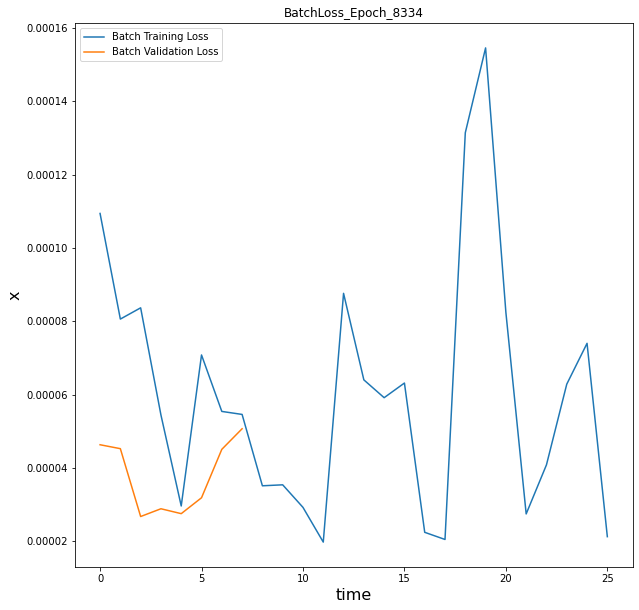 BatchLoss_Epoch_8334
Batch Training Loss
Batch Validation Loss
0.00016
0.00014
0.00012
0.00010
0.00008
0.00006
0.00004
0.00002
x
0 5 10 15 20 25
time